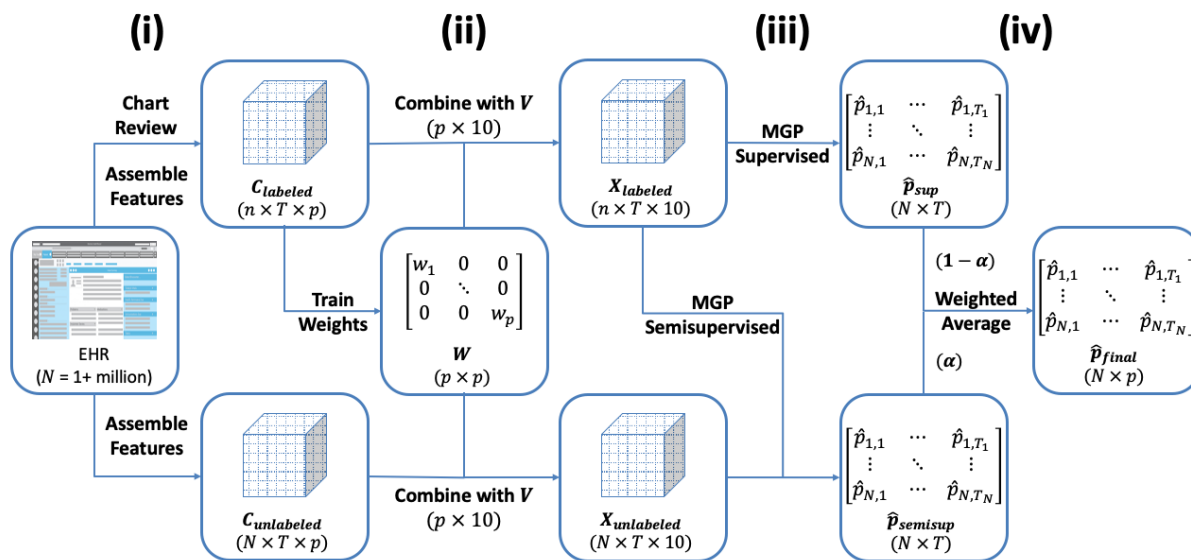 (i)
(ii)
(iii)
(iv)
Chart
Review
Assemble
Features
C_labeled
(n × T × p)
Combine with V
(p × 10)
X_labeled
(n × T × 10)
MGP
Supervised
[p̂_1,1 ⋯ p̂_1,T_1
⋮ ⋱ ⋮
p̂_N,1 ⋯ p̂_N,T_N]
p̂_sup
(N × T)
EHR
(N = 1+ million)
Train
Weights
[w_1 0 0
0 ⋱ 0
0 0 w_p]
W
(p × p)
MGP
Semisupervised
(1 − α)
Weighted
Average
(α)
[p̂_1,1 ⋯ p̂_1,T_1
⋮ ⋱ ⋮
p̂_N,1 ⋯ p̂_N,T_N]
p̂_final
(N × p)
Assemble
Features
C_unlabeled
(N × T × p)
Combine with V
(p × 10)
X_unlabeled
(N × T × 10)
[p̂_1,1 ⋯ p̂_1,T_1
⋮ ⋱ ⋮
p̂_N,1 ⋯ p̂_N,T_N]
p̂_semisup
(N × T)